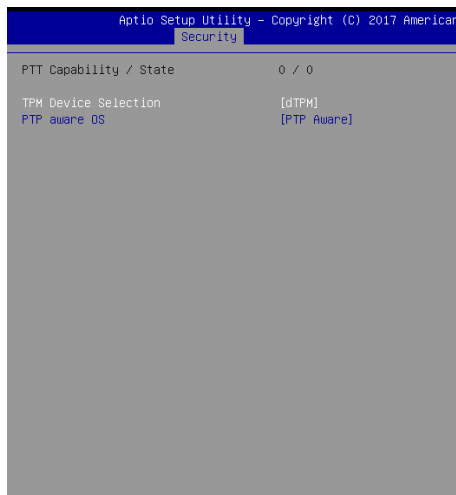 Aptio Setup Utility – Copyright (C) 2017 American
Security
PTT Capability / State 0 / 0
TPM Device Selection [dTPM]
PTP aware OS [PTP Aware]